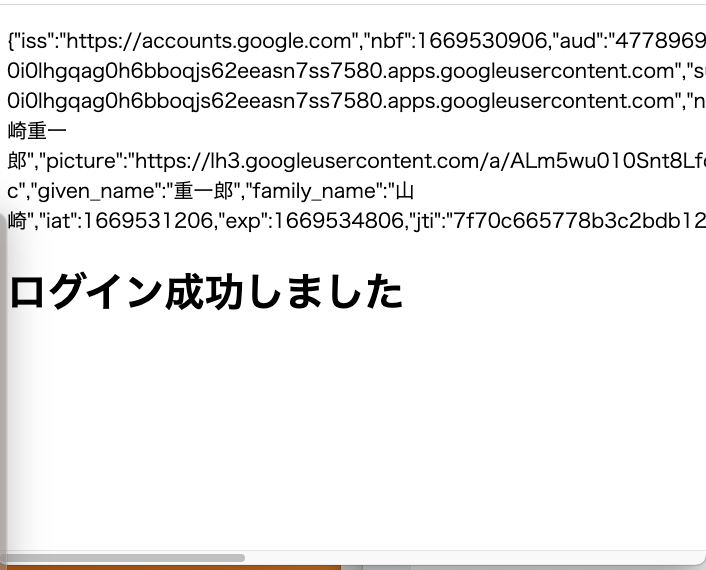 {"iss":"https://accounts.google.com","nbf":1669530906,"aud":"4778969
0i0lhgqag0h6bboqjs62eeasn7ss7580.apps.googleusercontent.com","s
0i0lhgqag0h6bboqjs62eeasn7ss7580.apps.googleusercontent.com","n
崎重一
郎","picture":"https://lh3.googleusercontent.com/a/ALm5wu010Snt8Lf
c","given_name":"重一郎","family_name":"山
崎","iat":1669531206,"exp":1669534806,"jti":"7f70c665778b3c2bdb12
ログイン成功しました